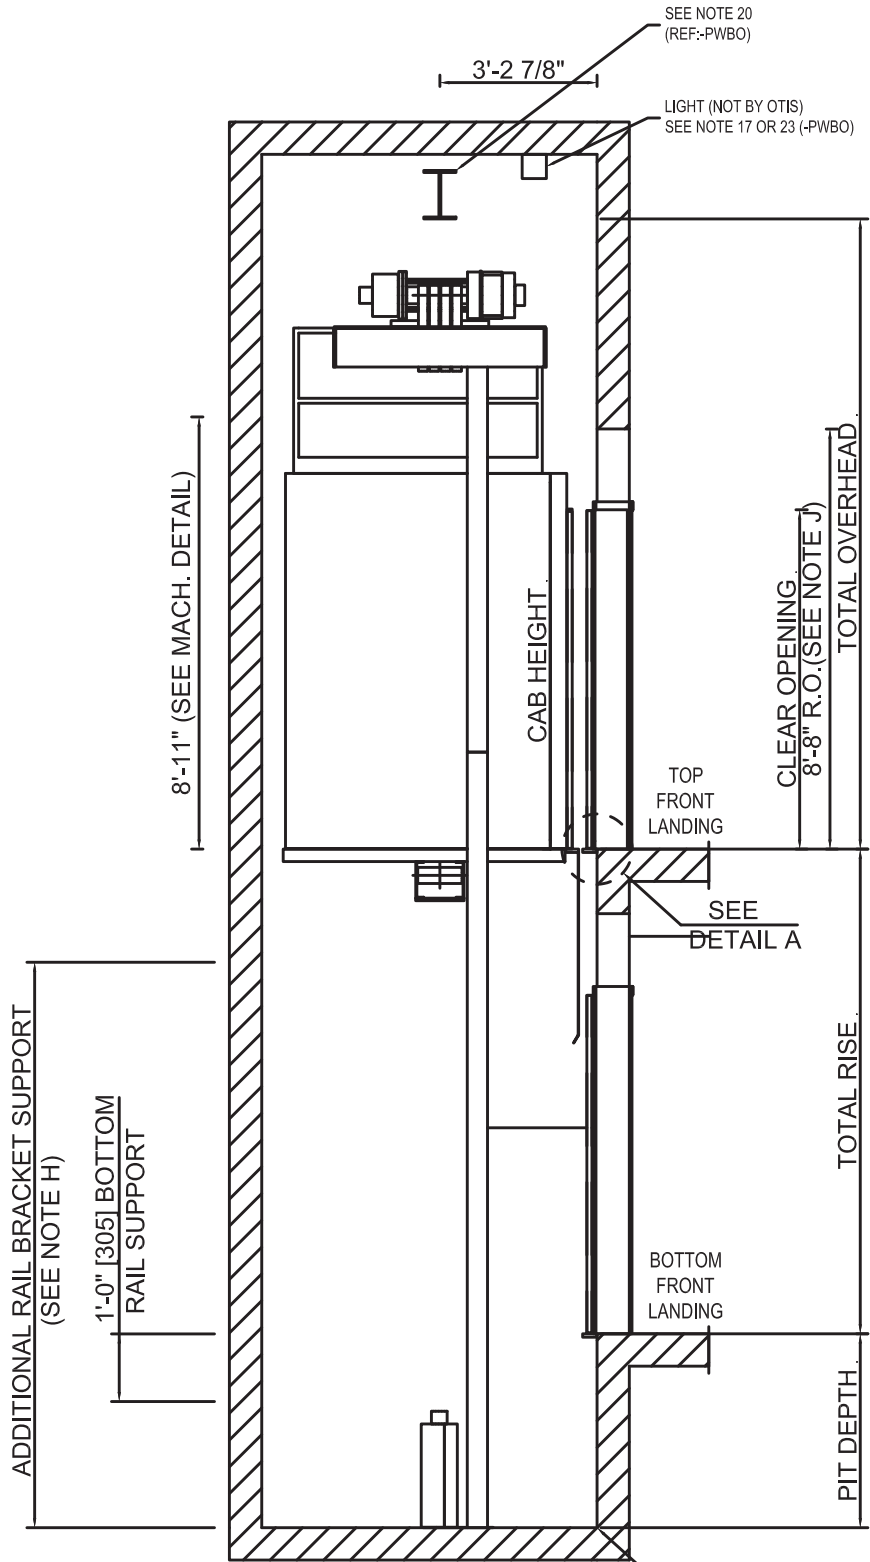 SEE NOTE 20
(REF:-PWBO)
3'-2 7/8"
LIGHT (NOT BY OTIS)
SEE NOTE 17 OR 23 (-PWBO)
8'-11" (SEE MACH. DETAIL)
CAB HEIGHT
CLEAR OPENING
8'-8" R.O.(SEE NOTE J)
TOTAL OVERHEAD
TOP
FRONT
LANDING
SEE
DETAIL A
ADDITIONAL RAIL BRACKET SUPPORT
(SEE NOTE H)
1'-0" [305] BOTTOM
RAIL SUPPORT
TOTAL RISE
BOTTOM
FRONT
LANDING
PIT DEPTH